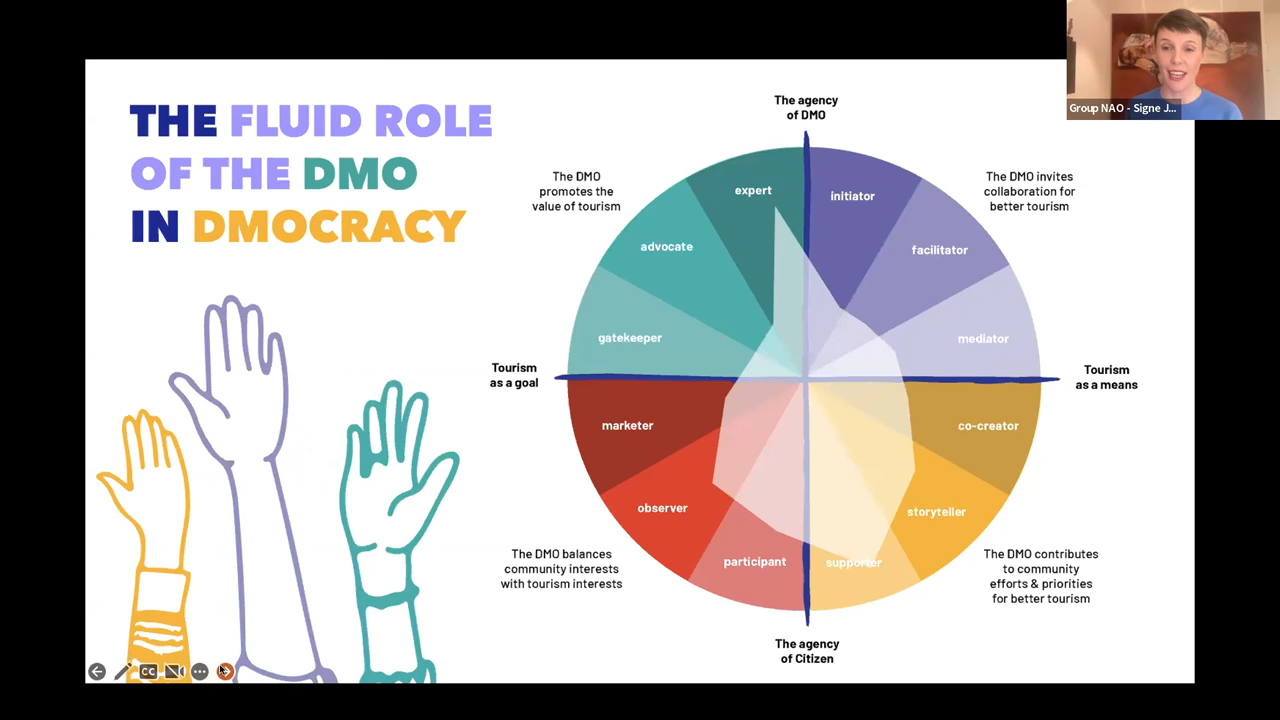 THE FLUID ROLE
OF THE DMO
IN DMOCRACY
The agency
of DMO
The DMO
promotes the
value of tourism
The DMO invites
collaboration for
better tourism
expert
initiator
advocate
facilitator
gatekeeper
mediator
Tourism
as a goal
Tourism
as a means
marketer
co-creator
observer
storyteller
participant
supporter
The DMO balances
community interests
with tourism interests
The DMO contributes
to community
efforts & priorities
for better tourism
The agency
of Citizen
Group NAO - Signe J...
CC